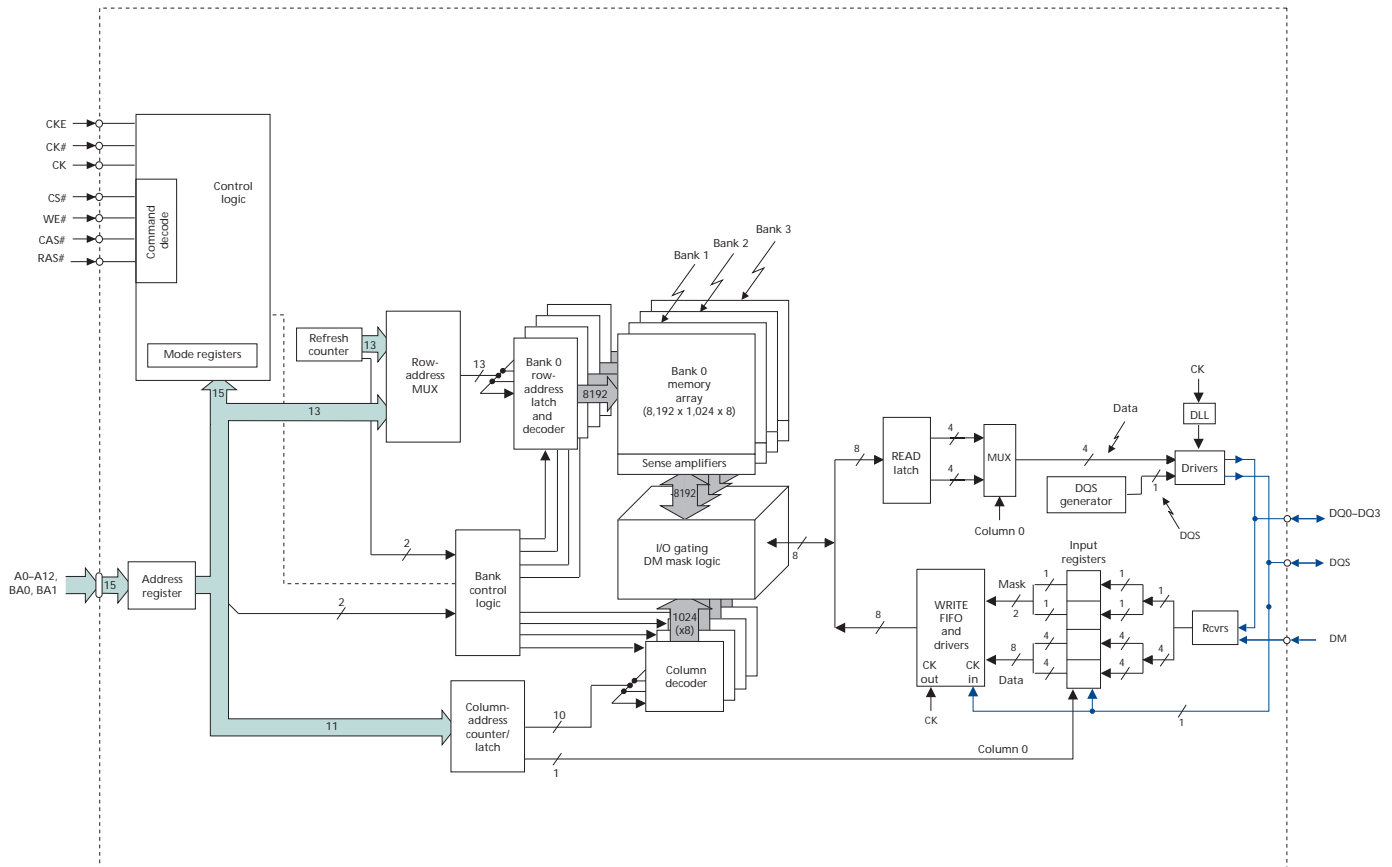 CKE
CK#
CK
CS#
WE#
CAS#
RAS#
Control
logic
Command
decode
Mode registers
Refresh
counter
13
Row-
address
MUX
13
15
13
Bank 0
row-
address
latch
and
decoder
8192
Bank 1
Bank 2
Bank 3
Bank 0
memory
array
(8,192 x 1,024 x 8)
Sense amplifiers
8192
I/O gating
DM mask logic
8
8
READ
latch
4
4
MUX
Column 0
4
Data
CK
DLL
Drivers
DQS
generator
1
DQS
DQ0–DQ3
DQS
DM
A0–A12,
BA0, BA1
15
Address
register
2
2
Bank
control
logic
1024
(x8)
Column
decoder
11
Column-
address
counter/
latch
10
1
Column 0
8
WRITE
FIFO
and
drivers
CK
out
CK
in
CK
Mask
2
8
Data
Input
registers
1
1
4
4
1
1
4
4
1
4
Rcvrs
1